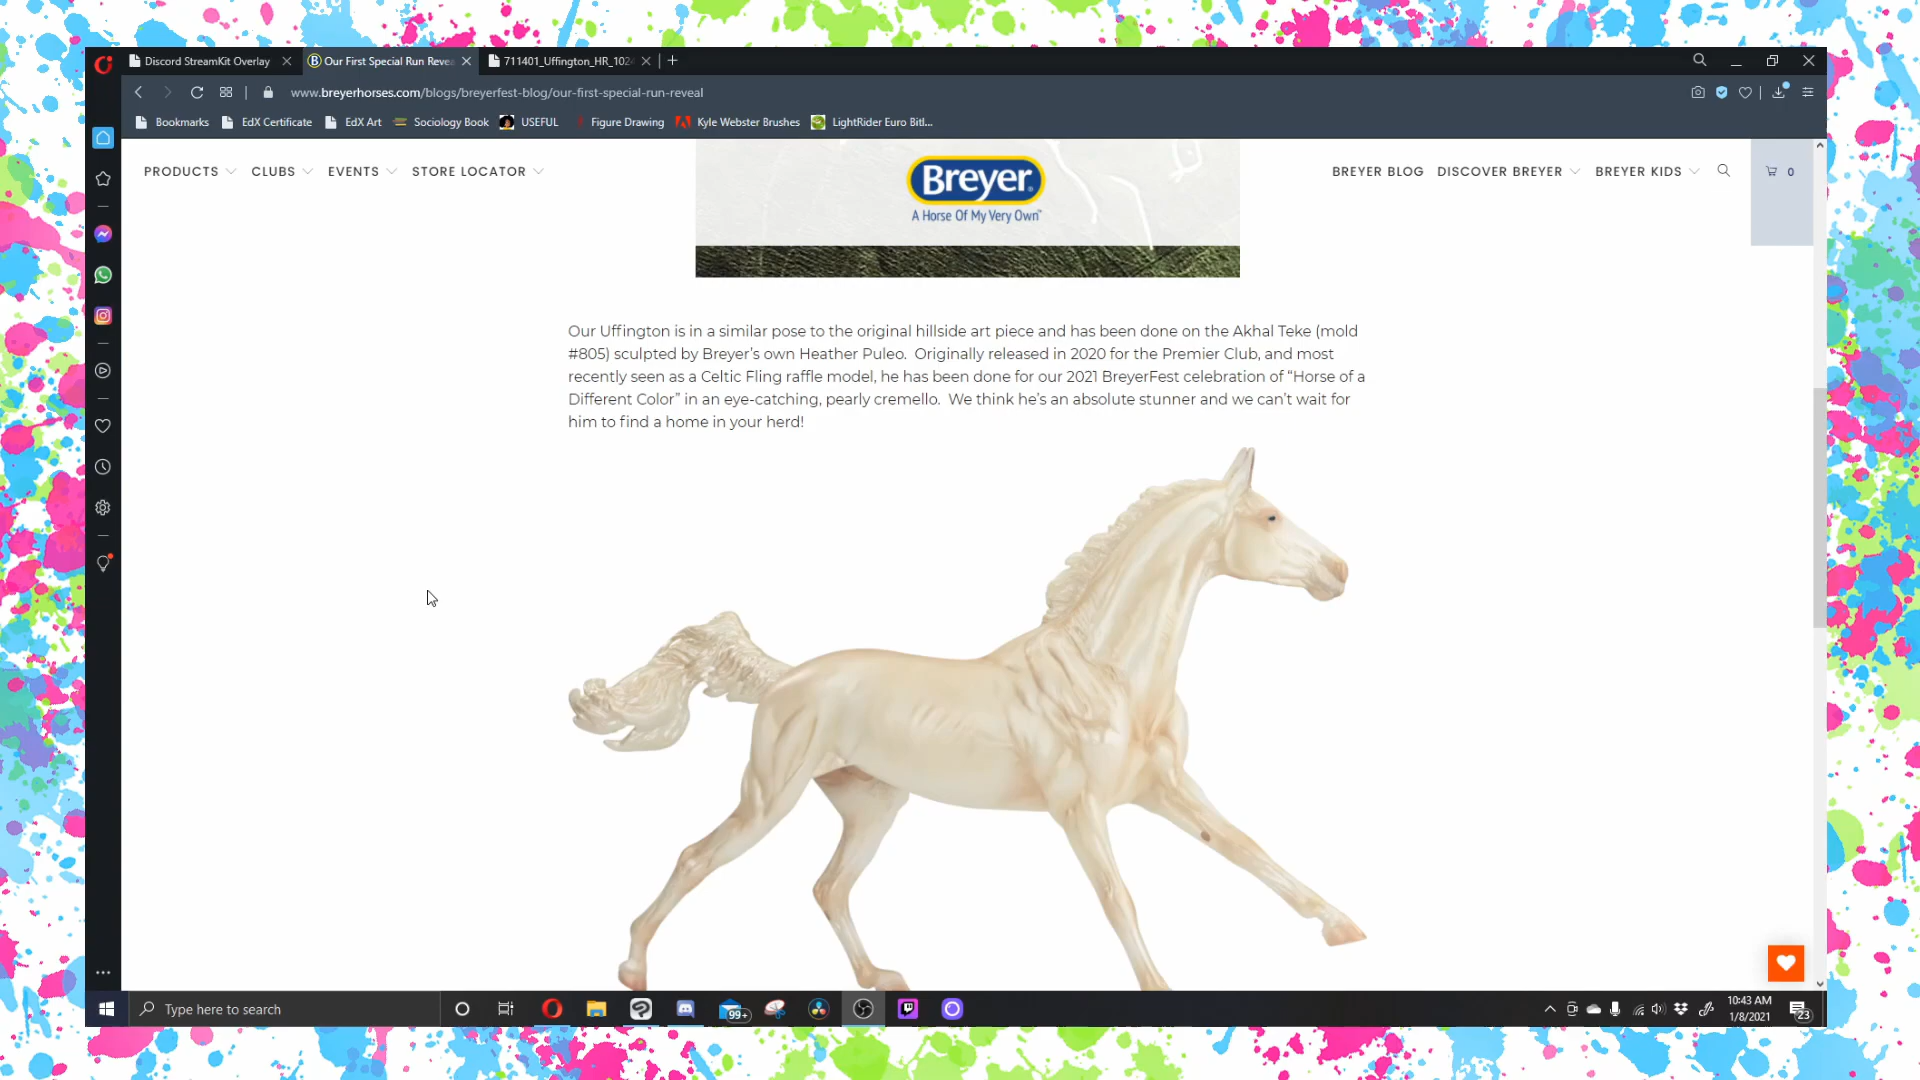 Discord StreamKit Overlay
Our First Special Run Revea
711401_Uffington_HR_1024
www.breyerhorses.com/blogs/breyerfest-blog/our-first-special-run-reveal
Bookmarks
EdX Certificate
EdX Art
Sociology Book
USEFUL
Figure Drawing
Kyle Webster Brushes
LightRider Euro Bitl...
PRODUCTS
CLUBS
EVENTS
STORE LOCATOR
Breyer
A Horse Of My Very Own
BREYER BLOG
DISCOVER BREYER
BREYER KIDS
0
Our Uffington is in a similar pose to the original hillside art piece and has been done on the Akhal Teke (mold
#805) sculpted by Breyer’s own Heather Puleo.  Originally released in 2020 for the Premier Club, and most
recently seen as a Celtic Fling raffle model, he has been done for our 2021 BreyerFest celebration of “Horse of a
Different Color” in an eye-catching, pearly cremello.  We think he’s an absolute stunner and we can’t wait for
him to find a home in your herd!
Type here to search
99+
10:43 AM
1/8/2021
23